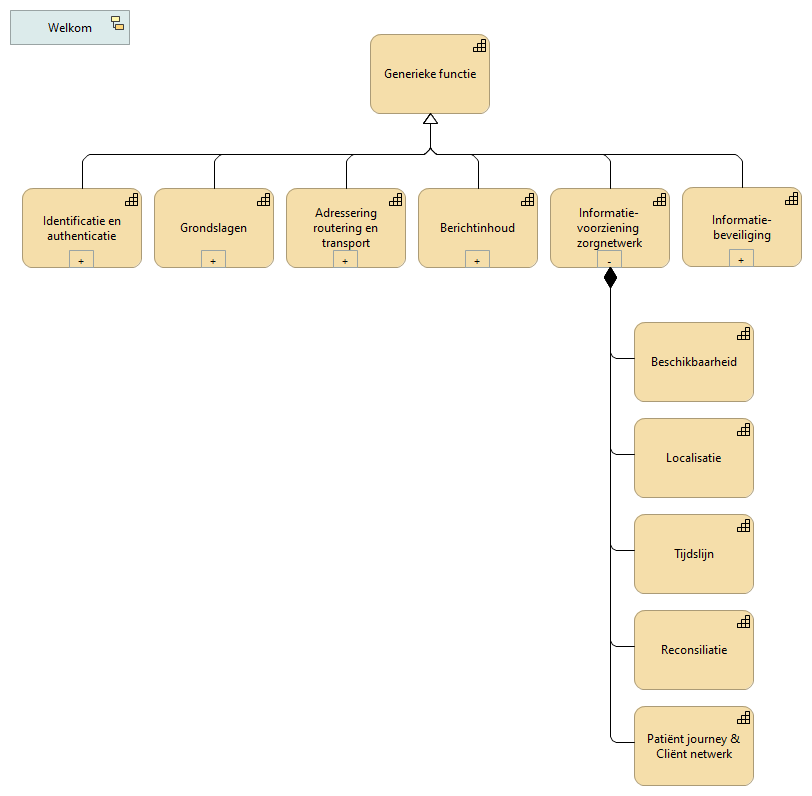 Welkom
Generieke functie
Identificatie en
authenticatie
+
Grondslagen
+
Adressering
routering en
transport
+
Berichtinhoud
+
Informatie-
voorziening
zorgnetwerk
-
Informatie-
beveiliging
+
Beschikbaarheid
Localisatie
Tijdslijn
Reconsiliatie
Patiënt journey &
Cliënt netwerk